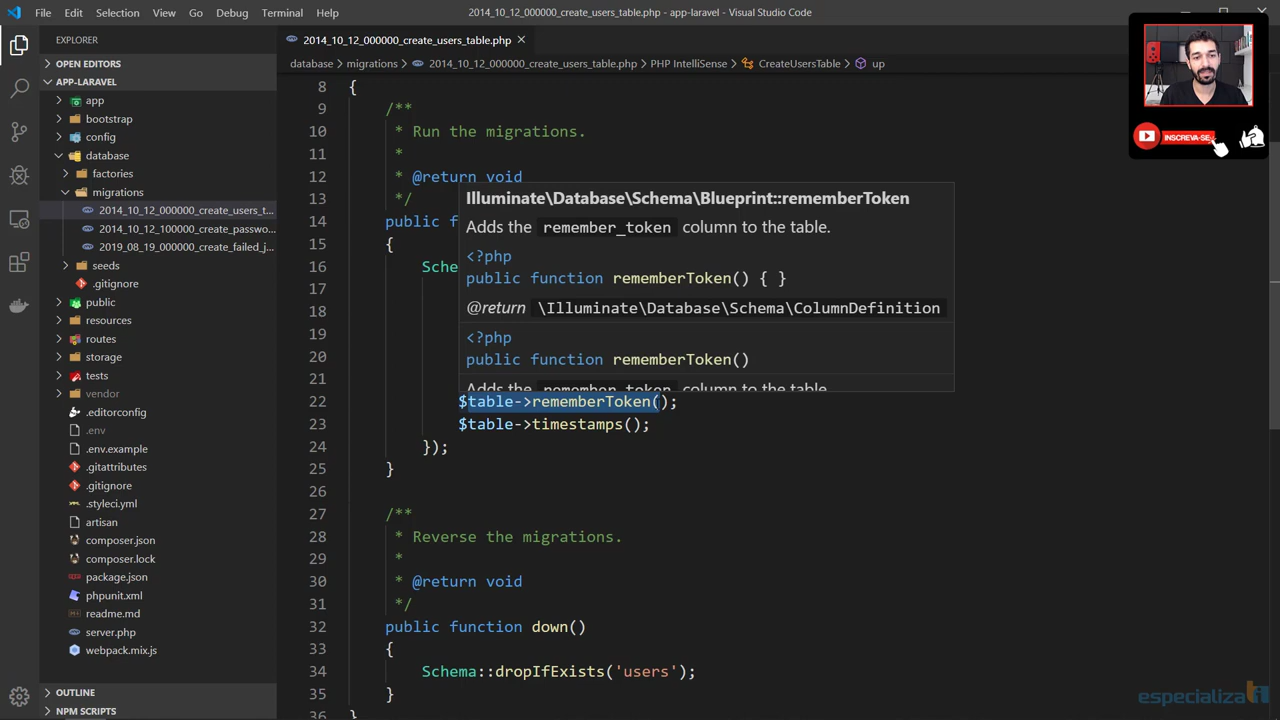 File Edit Selection View Go Debug Terminal Help
2014_10_12_000000_create_users_table.php - app-laravel - Visual Studio Code
EXPLORER
OPEN EDITORS
APP-LARAVEL
app
bootstrap
config
database
factories
migrations
2014_10_12_000000_create_users_t...
2014_10_12_100000_create_passwo...
2019_08_19_000000_create_failed_j...
seeds
.gitignore
public
resources
routes
storage
tests
vendor
.editorconfig
.env
.env.example
.gitattributes
.gitignore
.styleci.yml
artisan
composer.json
composer.lock
package.json
phpunit.xml
readme.md
server.php
webpack.mix.js
OUTLINE
NPM SCRIPTS
2014_10_12_000000_create_users_table.php
database > migrations > 2014_10_12_000000_create_users_table.php > PHP IntelliSense > CreateUsersTable > up
8 {
9 /**
10 * Run the migrations.
11 *
12 * @return void
13 */
14 public f
15 {
16 Sche
17
18
19
20
21
22 $table->rememberToken();
23 $table->timestamps();
24 });
25 }
26
27 /**
28 * Reverse the migrations.
29 *
30 * @return void
31 */
32 public function down()
33 {
34 Schema::dropIfExists('users');
35 }
36 }
Illuminate\Database\Schema\Blueprint::rememberToken
Adds the remember_token column to the table.
<?php
public function rememberToken() { }
@return \Illuminate\Database\Schema\ColumnDefinition
<?php
public function rememberToken()
Adds the remember_token column to the table.
INSCREVA-SE
especializati